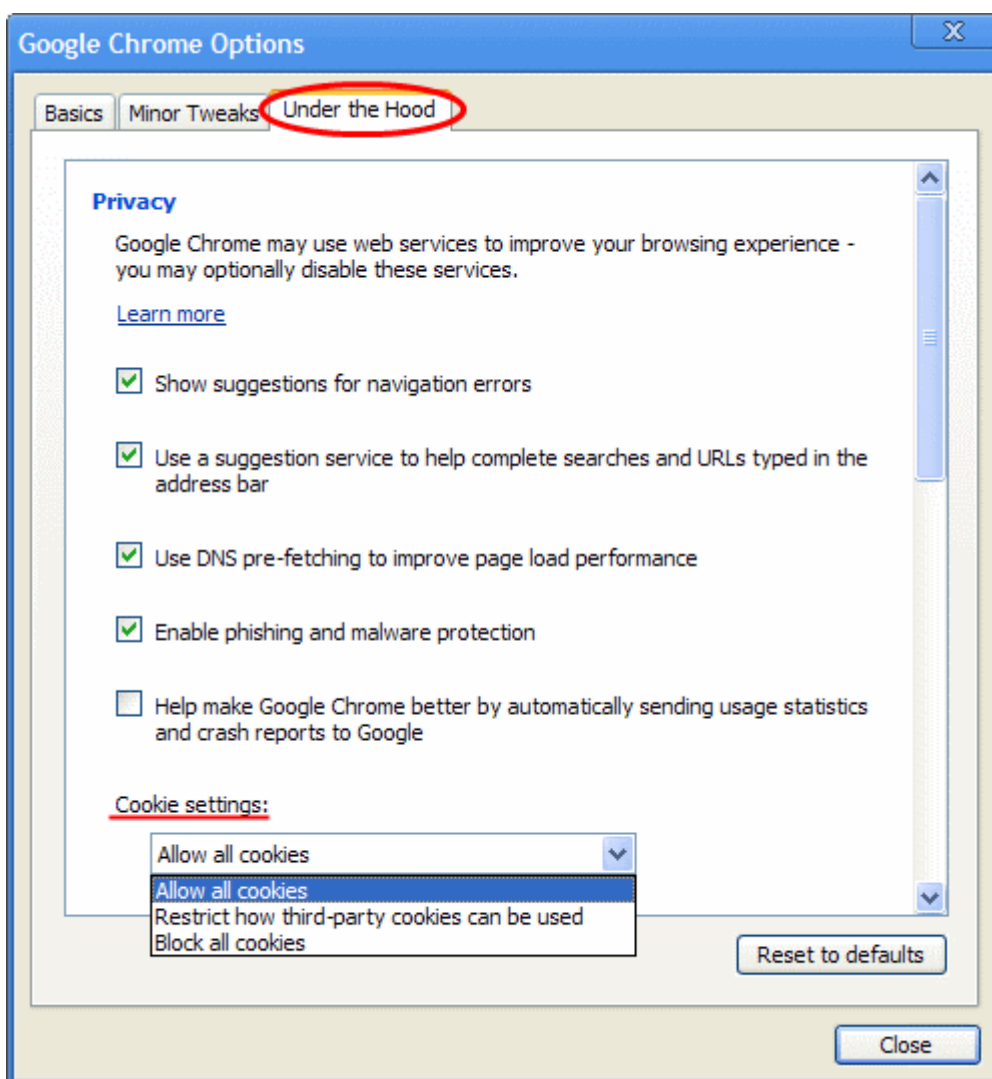 Google Chrome Options
X
Basics
Minor Tweaks
Under the Hood
Privacy
Google Chrome may use web services to improve your browsing experience -
you may optionally disable these services.
Learn more
Show suggestions for navigation errors
Use a suggestion service to help complete searches and URLs typed in the
address bar
Use DNS pre-fetching to improve page load performance
Enable phishing and malware protection
Help make Google Chrome better by automatically sending usage statistics
and crash reports to Google
Cookie settings:
Allow all cookies
Allow all cookies
Restrict how third-party cookies can be used
Block all cookies
Reset to defaults
Close